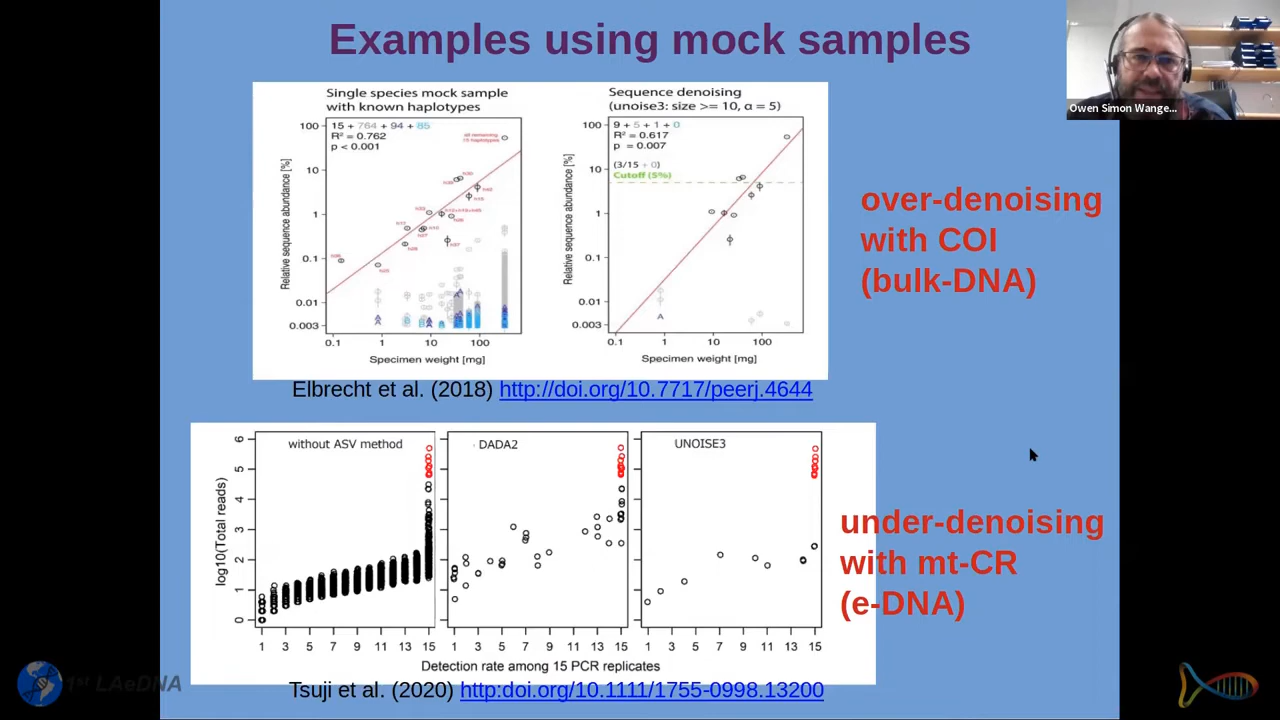 Examples using mock samples
Owen Simon Wange...
Single species mock sample
with known haplotypes
15 + 764 + 94 + 85
R² = 0.762
p < 0.001
100
10
1
0.1
0.01
0.003
Relative sequence abundance [%]
0.1 1 10 100
Specimen weight [mg]
Sequence denoising
(unoise3: size >= 10, α = 5)
9 + 5 + 1 + 0
R² = 0.617
p = 0.007
(3/15 + 0)
Cutoff (5%)
100
10
1
0.1
0.01
0.003
Relative sequence abundance [%]
0.1 1 10 100
Specimen weight [mg]
over-denoising
with COI
(bulk-DNA)
Elbrecht et al. (2018) http://doi.org/10.7717/peerj.4644
without ASV method
DADA2
UNOISE3
6
5
4
3
2
1
0
log10(Total reads)
1 3 5 7 9 11 13 15
1 3 5 7 9 11 13 15
1 3 5 7 9 11 13 15
Detection rate among 15 PCR replicates
under-denoising
with mt-CR
(e-DNA)
Tsuji et al. (2020) http:doi.org/10.1111/1755-0998.13200
1st LAeDNA